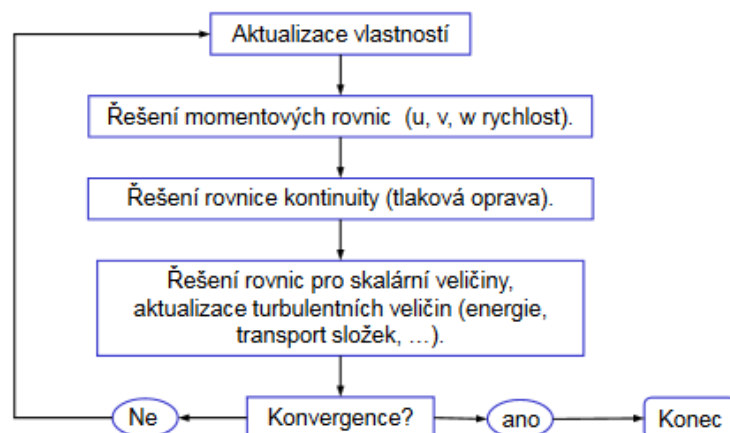 Aktualizace vlastností
Řešení momentových rovnic (u, v, w rychlost).
Řešení rovnice kontinuity (tlaková oprava).
Řešení rovnic pro skalární veličiny,
aktualizace turbulentních veličin (energie,
transport složek, …).
Ne
Konvergence?
ano
Konec